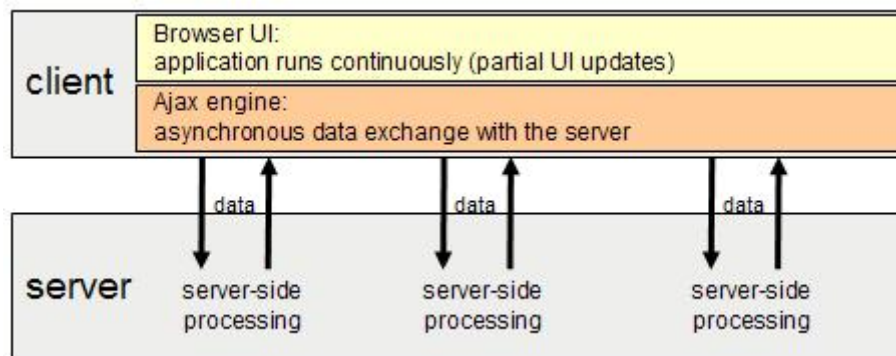 client
Browser UI:
application runs continuously (partial UI updates)
Ajax engine:
asynchronous data exchange with the server
data
data
data
server
server-side
processing
server-side
processing
server-side
processing